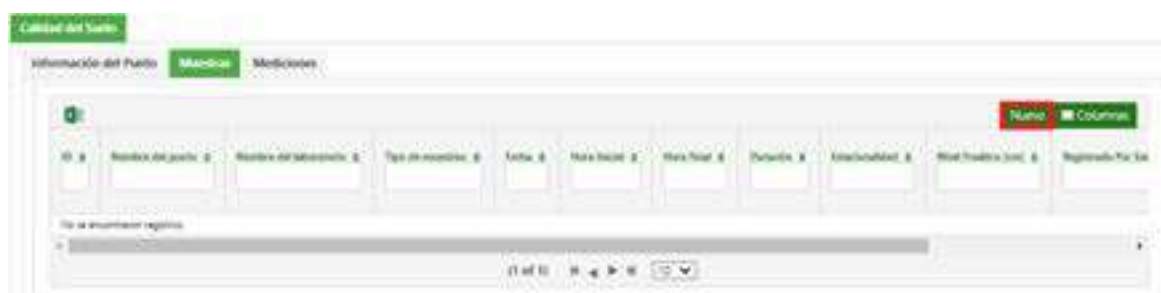 Calidad del Suelo
Información del Punto Muestras Mediciones
Nuevo Columnas
ID Nombre del punto Nombre del laboratorio Tipo de muestreo Fecha Hora Inicial Hora Final Duración Estacionalidad Nivel Freático (cm) Registrado Por
No se encontraron registros
(1 of 1) 10